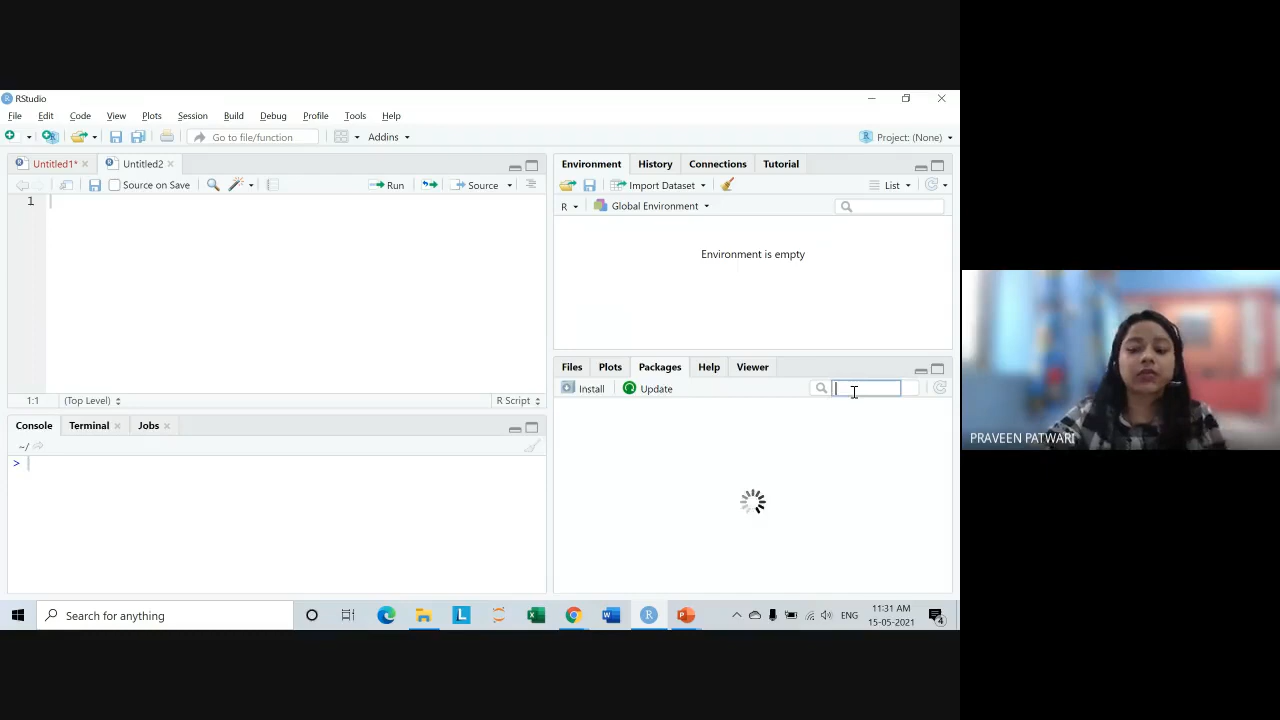 RStudio
File Edit Code View Plots Session Build Debug Profile Tools Help
Go to file/function Addins Project: (None)
Untitled1* Untitled2
Source on Save Run Source
1
1:1 (Top Level) R Script
Console Terminal Jobs
~/
>
Environment History Connections Tutorial
Import Dataset List
R Global Environment
Environment is empty
Files Plots Packages Help Viewer
Install Update
PRAVEEN PATWARI
Search for anything
ENG
11:31 AM
15-05-2021
4